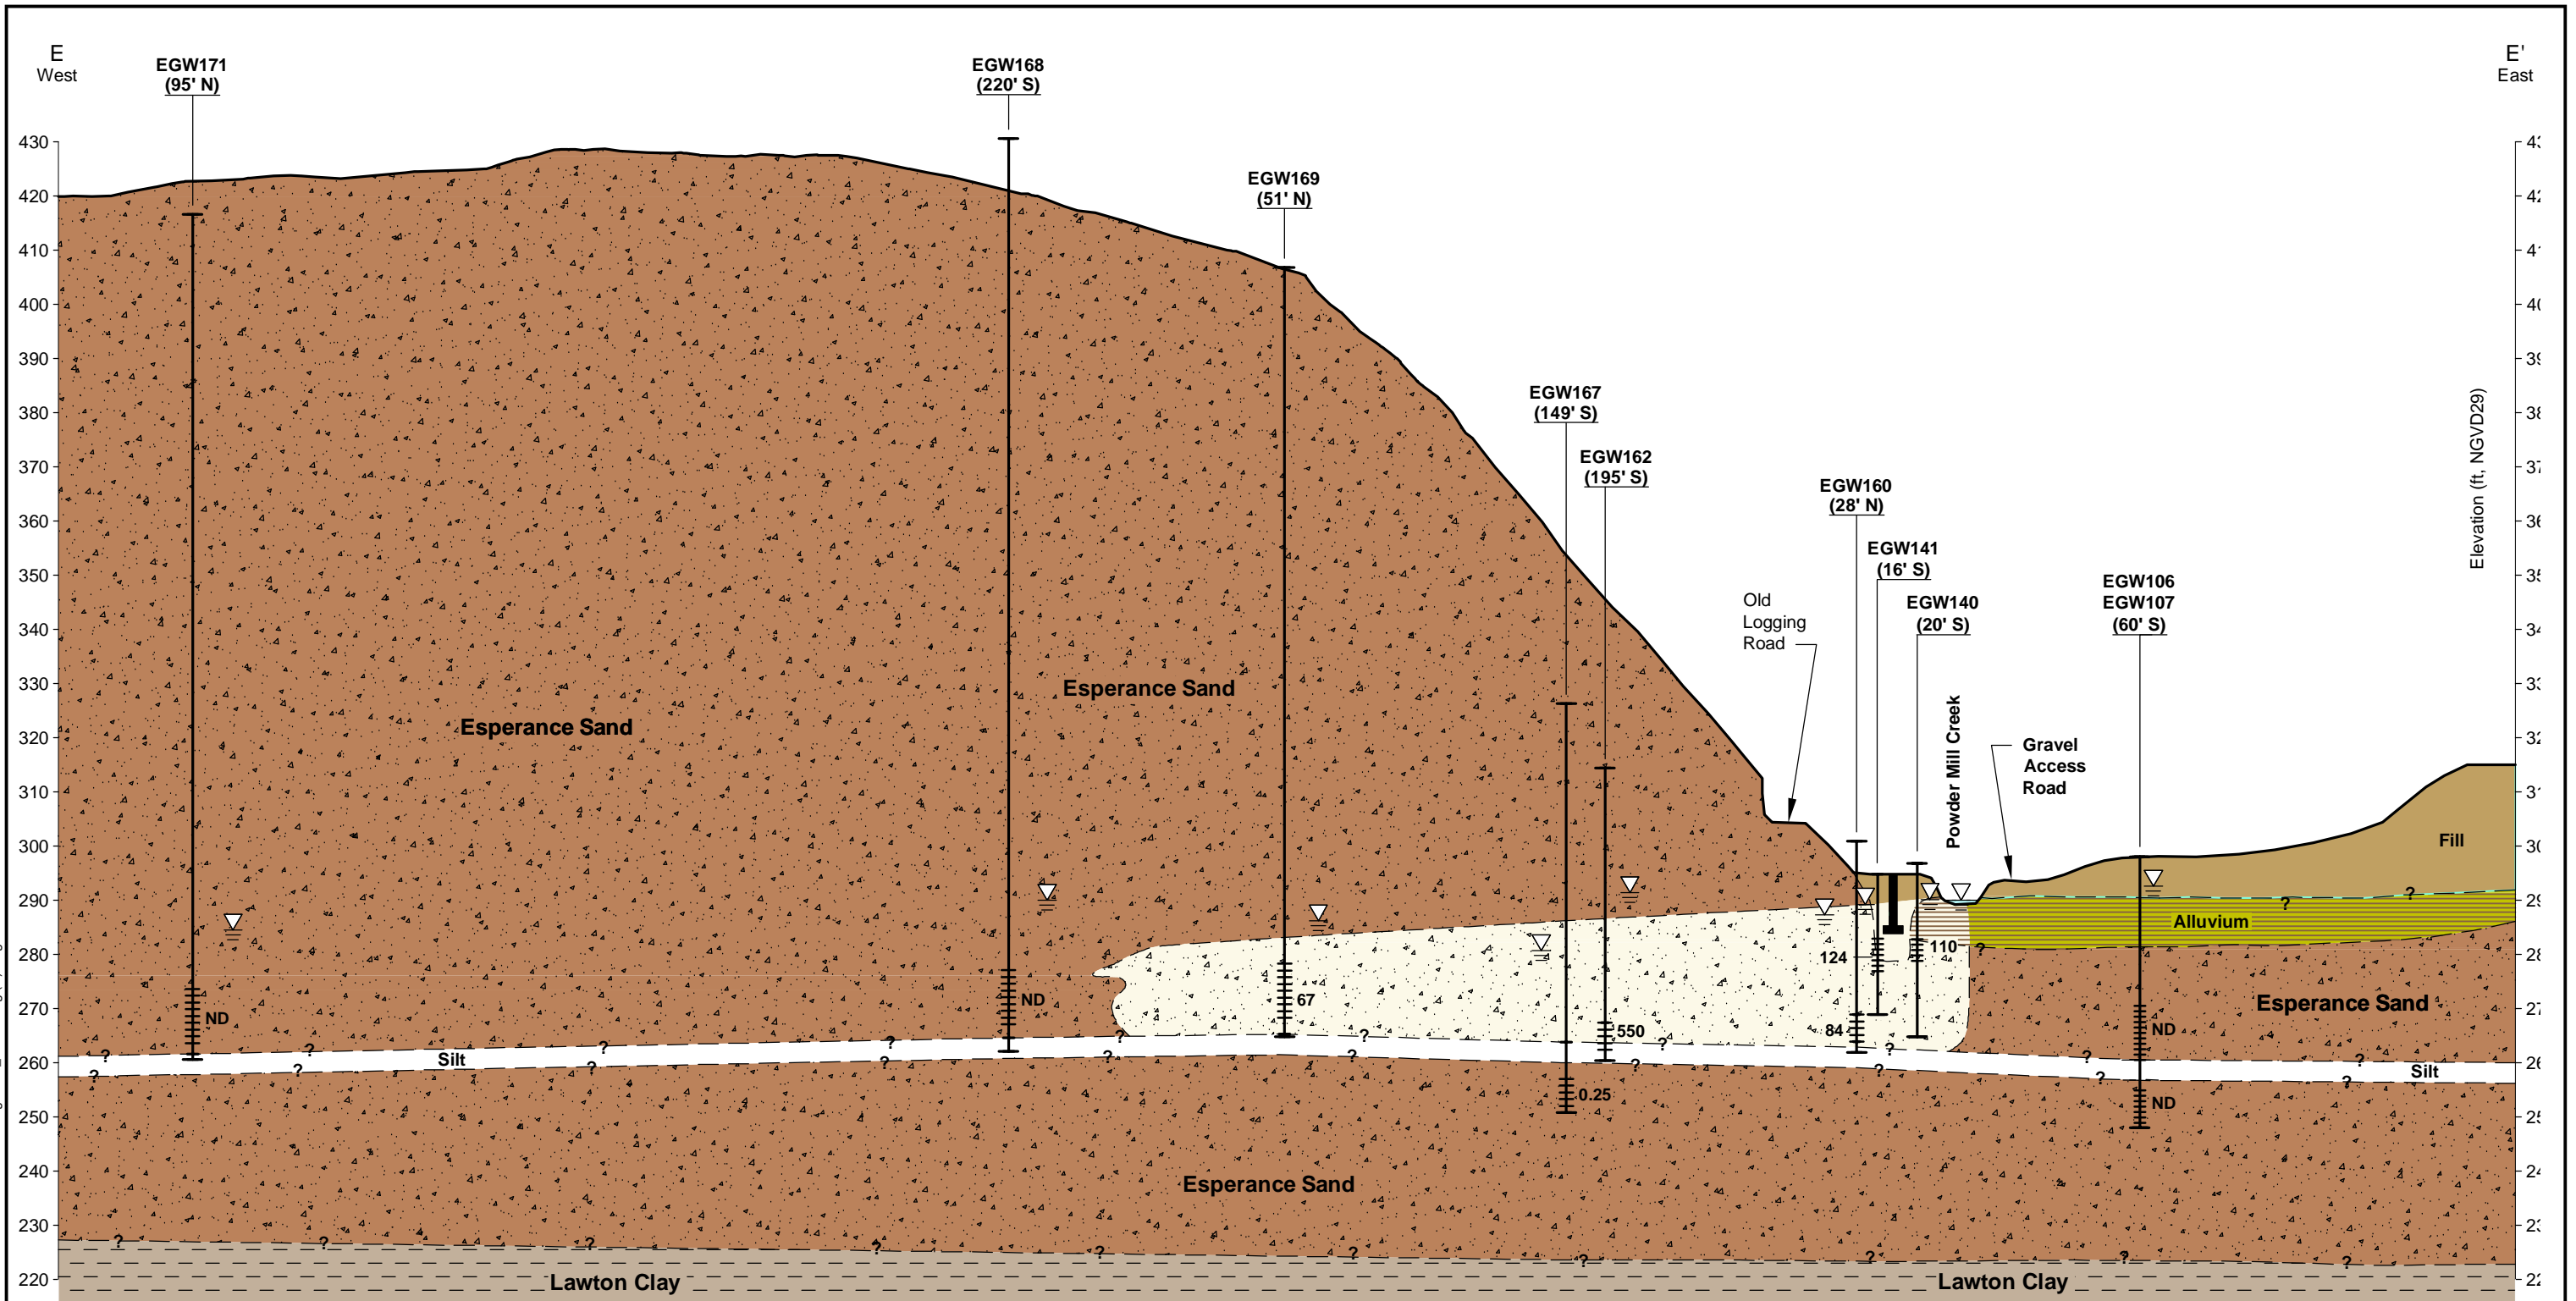 E
West
E'
East
EGW171
(95' N)
EGW168
(220' S)
EGW169
(51' N)
EGW167
(149' S)
EGW162
(195' S)
EGW160
(28' N)
EGW141
(16' S)
EGW140
(20' S)
EGW106
EGW107
(60' S)
430
420
410
400
390
380
370
360
350
340
330
320
310
300
290
280
270
260
250
240
230
220
Elevation (ft, NGVD29)
Old
Logging
Road
Powder Mill Creek
Gravel
Access
Road
Esperance Sand
Esperance Sand
Fill
Alluvium
Esperance Sand
ND
ND
67
550
0.25
84
124
110
ND
ND
Silt
Silt
Esperance Sand
Lawton Clay
Lawton Clay
? ? ? ? ? ? ? ? ? ?
? ? ? ? ? ? ? ? ?
? ? ? ? ? ? ? ? ? ?
? ? ?